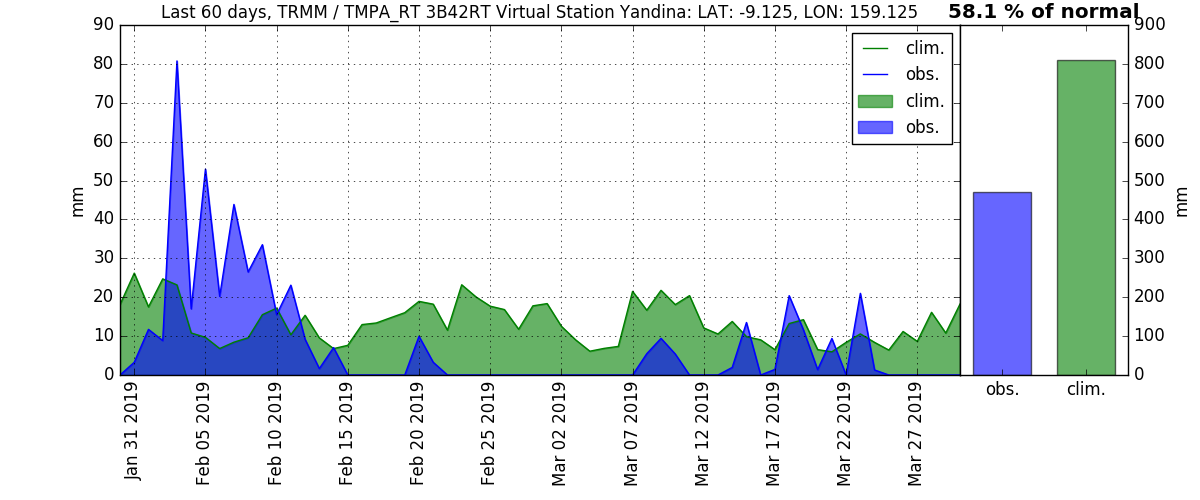 Last 60 days, TRMM / TMPA_RT 3B42RT Virtual Station Yandina: LAT: -9.125, LON: 159.125
58.1 % of normal
90
80
70
60
50
40
30
20
10
0
mm
clim.
obs.
clim.
obs.
900
800
700
600
500
400
300
200
100
0
mm
Jan 31 2019
Feb 05 2019
Feb 10 2019
Feb 15 2019
Feb 20 2019
Feb 25 2019
Mar 02 2019
Mar 07 2019
Mar 12 2019
Mar 17 2019
Mar 22 2019
Mar 27 2019
obs.
clim.